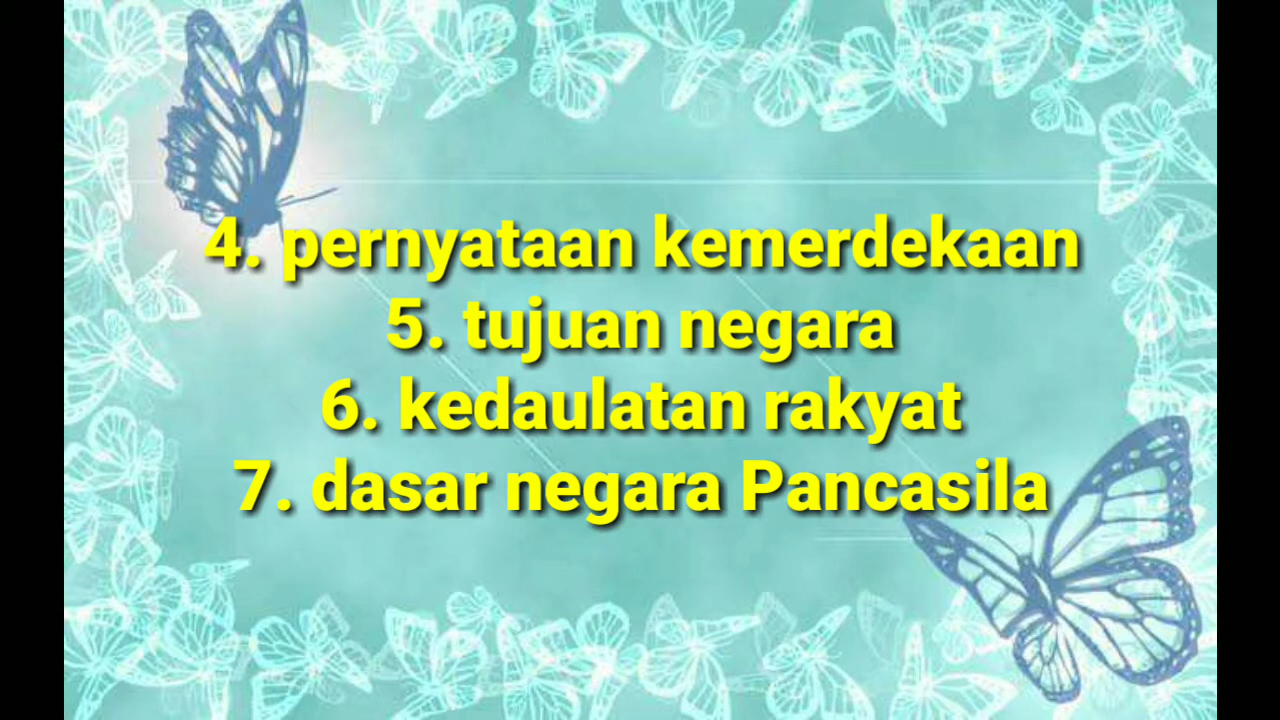 4. pernyataan kemerdekaan
5. tujuan negara
6. kedaulatan rakyat
7. dasar negara Pancasila